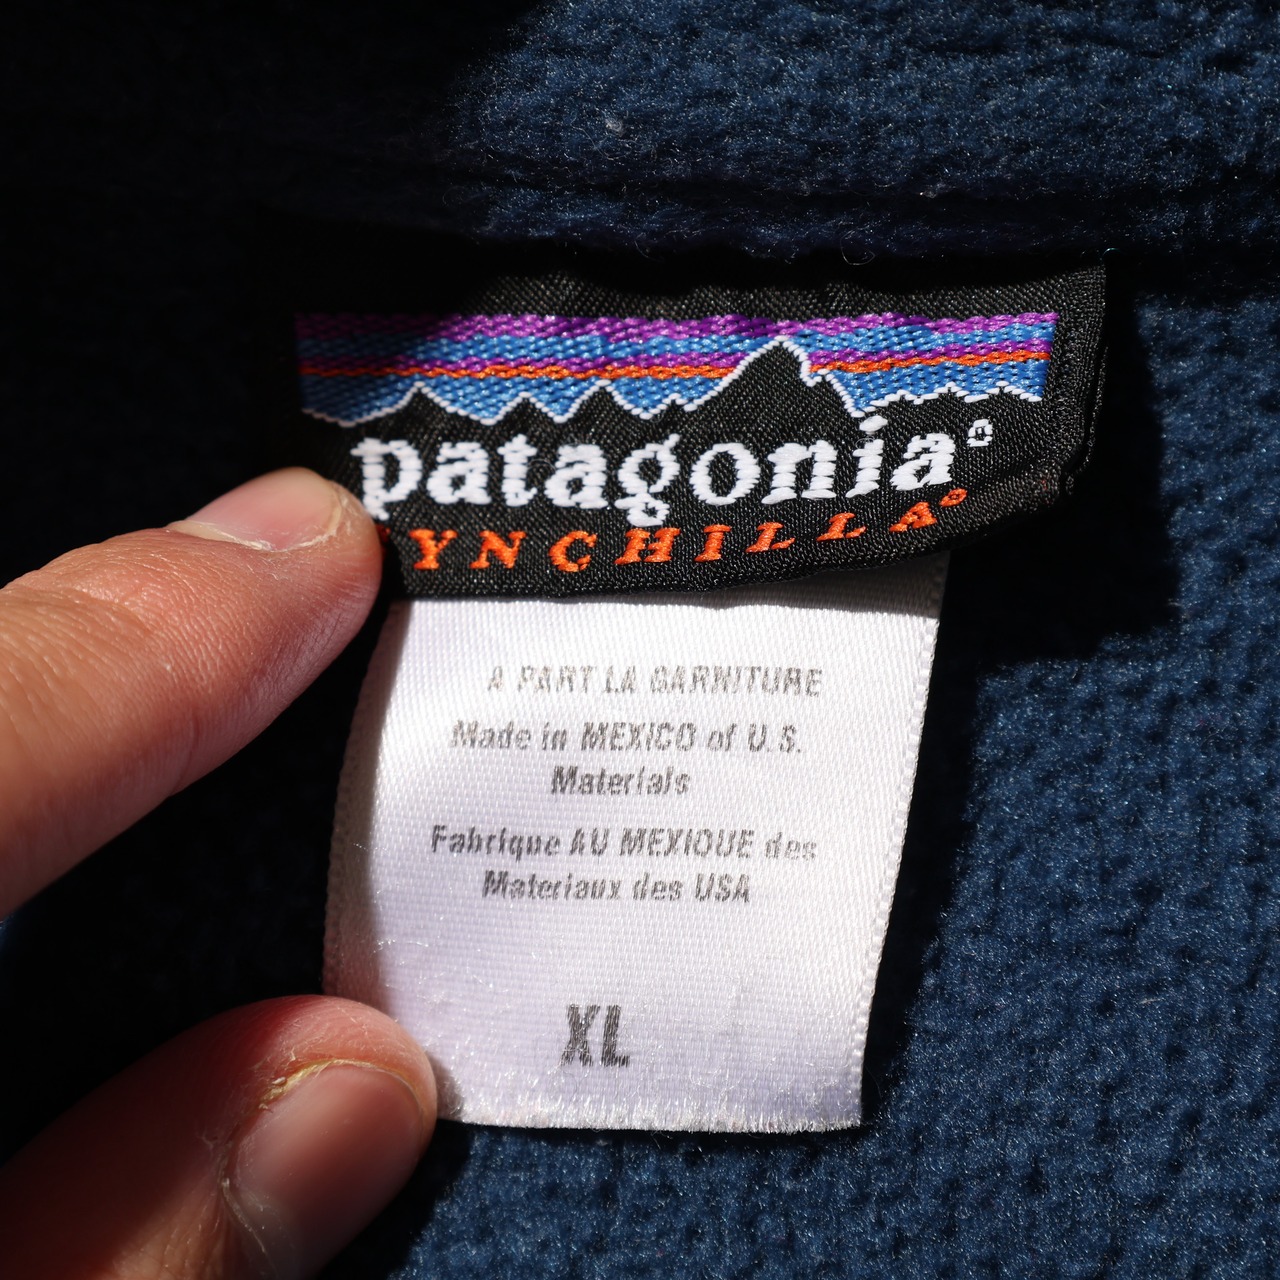 patagonia®
YNCHILLA®
A PART LA GARNITURE
Made in MEXICO of U.S.
Materials
Fabrique AU MEXIQUE des
Materiaux des USA
XL